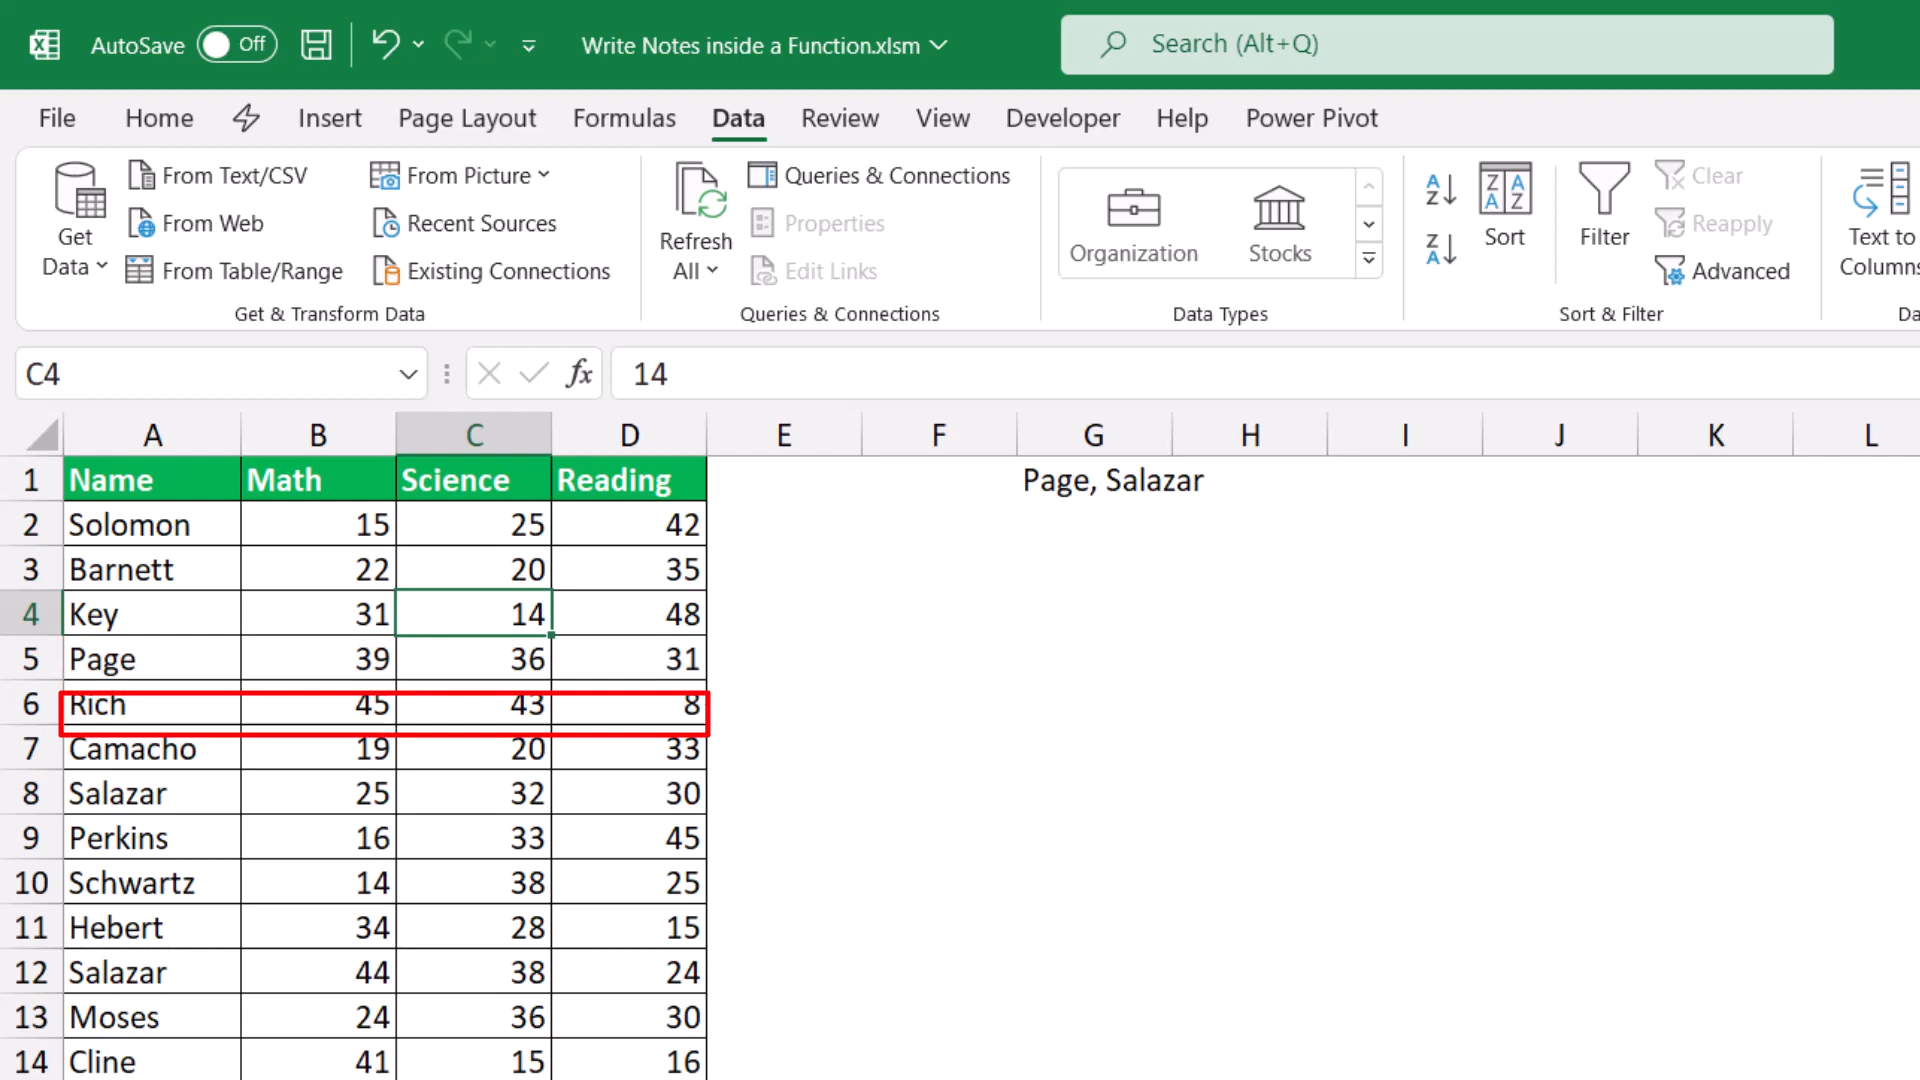 AutoSave Off Write Notes inside a Function.xlsm Search (Alt+Q)
File Home Insert Page Layout Formulas Data Review View Developer Help Power Pivot
Get Data
From Text/CSV
From Web
From Table/Range
From Picture
Recent Sources
Existing Connections
Get & Transform Data
Refresh All
Queries & Connections
Properties
Edit Links
Queries & Connections
Organization Stocks
Data Types
Sort
Filter
Clear
Reapply
Advanced
Sort & Filter
Text to
Columns
Da
C4 fx 14
A B C D E F G H I J K L
1 Name Math Science Reading Page, Salazar
2 Solomon 15 25 42
3 Barnett 22 20 35
4 Key 31 14 48
5 Page 39 36 31
6 Rich 45 43 8
7 Camacho 19 20 33
8 Salazar 25 32 30
9 Perkins 16 33 45
10 Schwartz 14 38 25
11 Hebert 34 28 15
12 Salazar 44 38 24
13 Moses 24 36 30
14 Cline 41 15 16